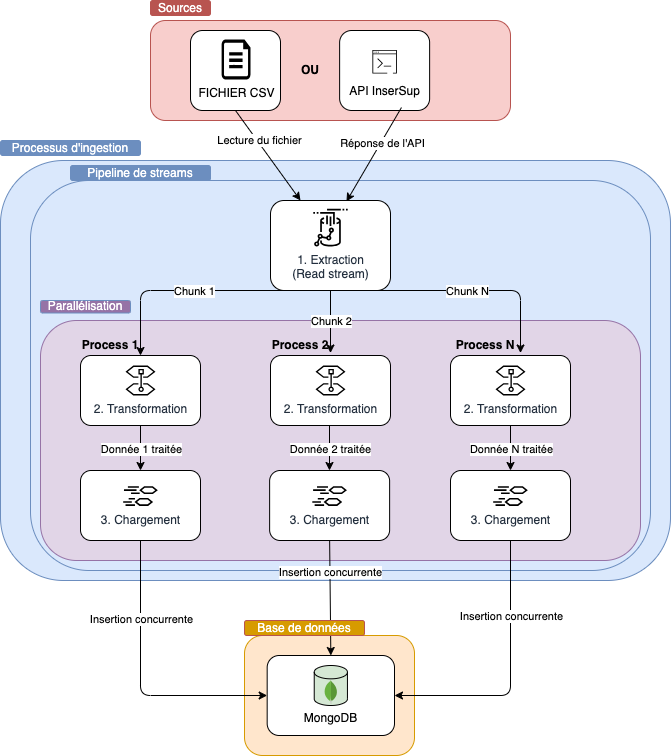 Sources
FICHIER CSV
OU
API InserSup
Lecture du fichier
Réponse de l'API
Processus d'ingestion
Pipeline de streams
1. Extraction
(Read stream)
Chunk 1
Chunk N
Parallélisation
Chunk 2
Process 1
Process 2
Process N
2. Transformation
2. Transformation
2. Transformation
Donnée 1 traitée
Donnée 2 traitée
Donnée N traitée
3. Chargement
3. Chargement
3. Chargement
Insertion concurrente
Insertion concurrente
Insertion concurrente
Base de données
MongoDB